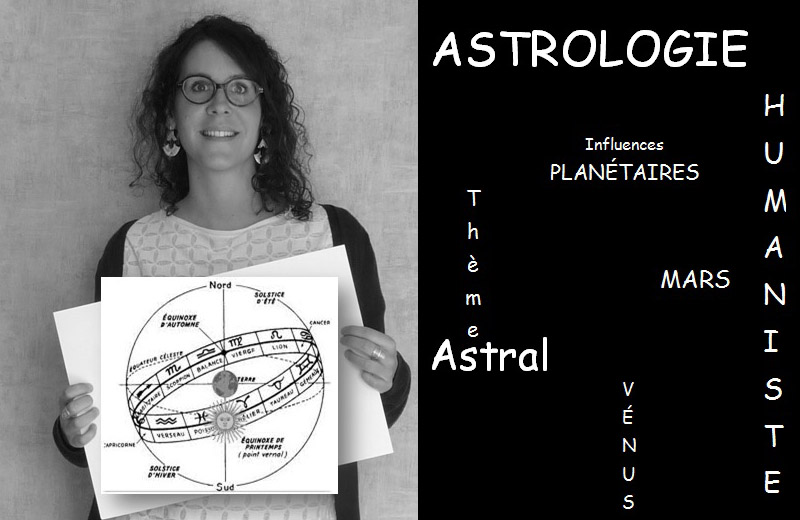 ASTROLOGIE
HUMANISTE
Influences
PLANÉTAIRES
Thème
Astral
MARS
VÉNUS
Nord
SOLSTICE
D'ÉTÉ
ÉQUINOXE
D'AUTOMNE
CANCER
ÉQUATEUR CÉLESTE
SAGITTAIRE
SCORPION
BALANCE
VIERGE
LION
TERRE
GÉMEAUX
TAUREAU
BÉLIER
POISSONS
VERSEAU
CAPRICORNE
ÉQUINOXE DE
PRINTEMPS
(point vernal)
SOLSTICE
D'HIVER
Sud